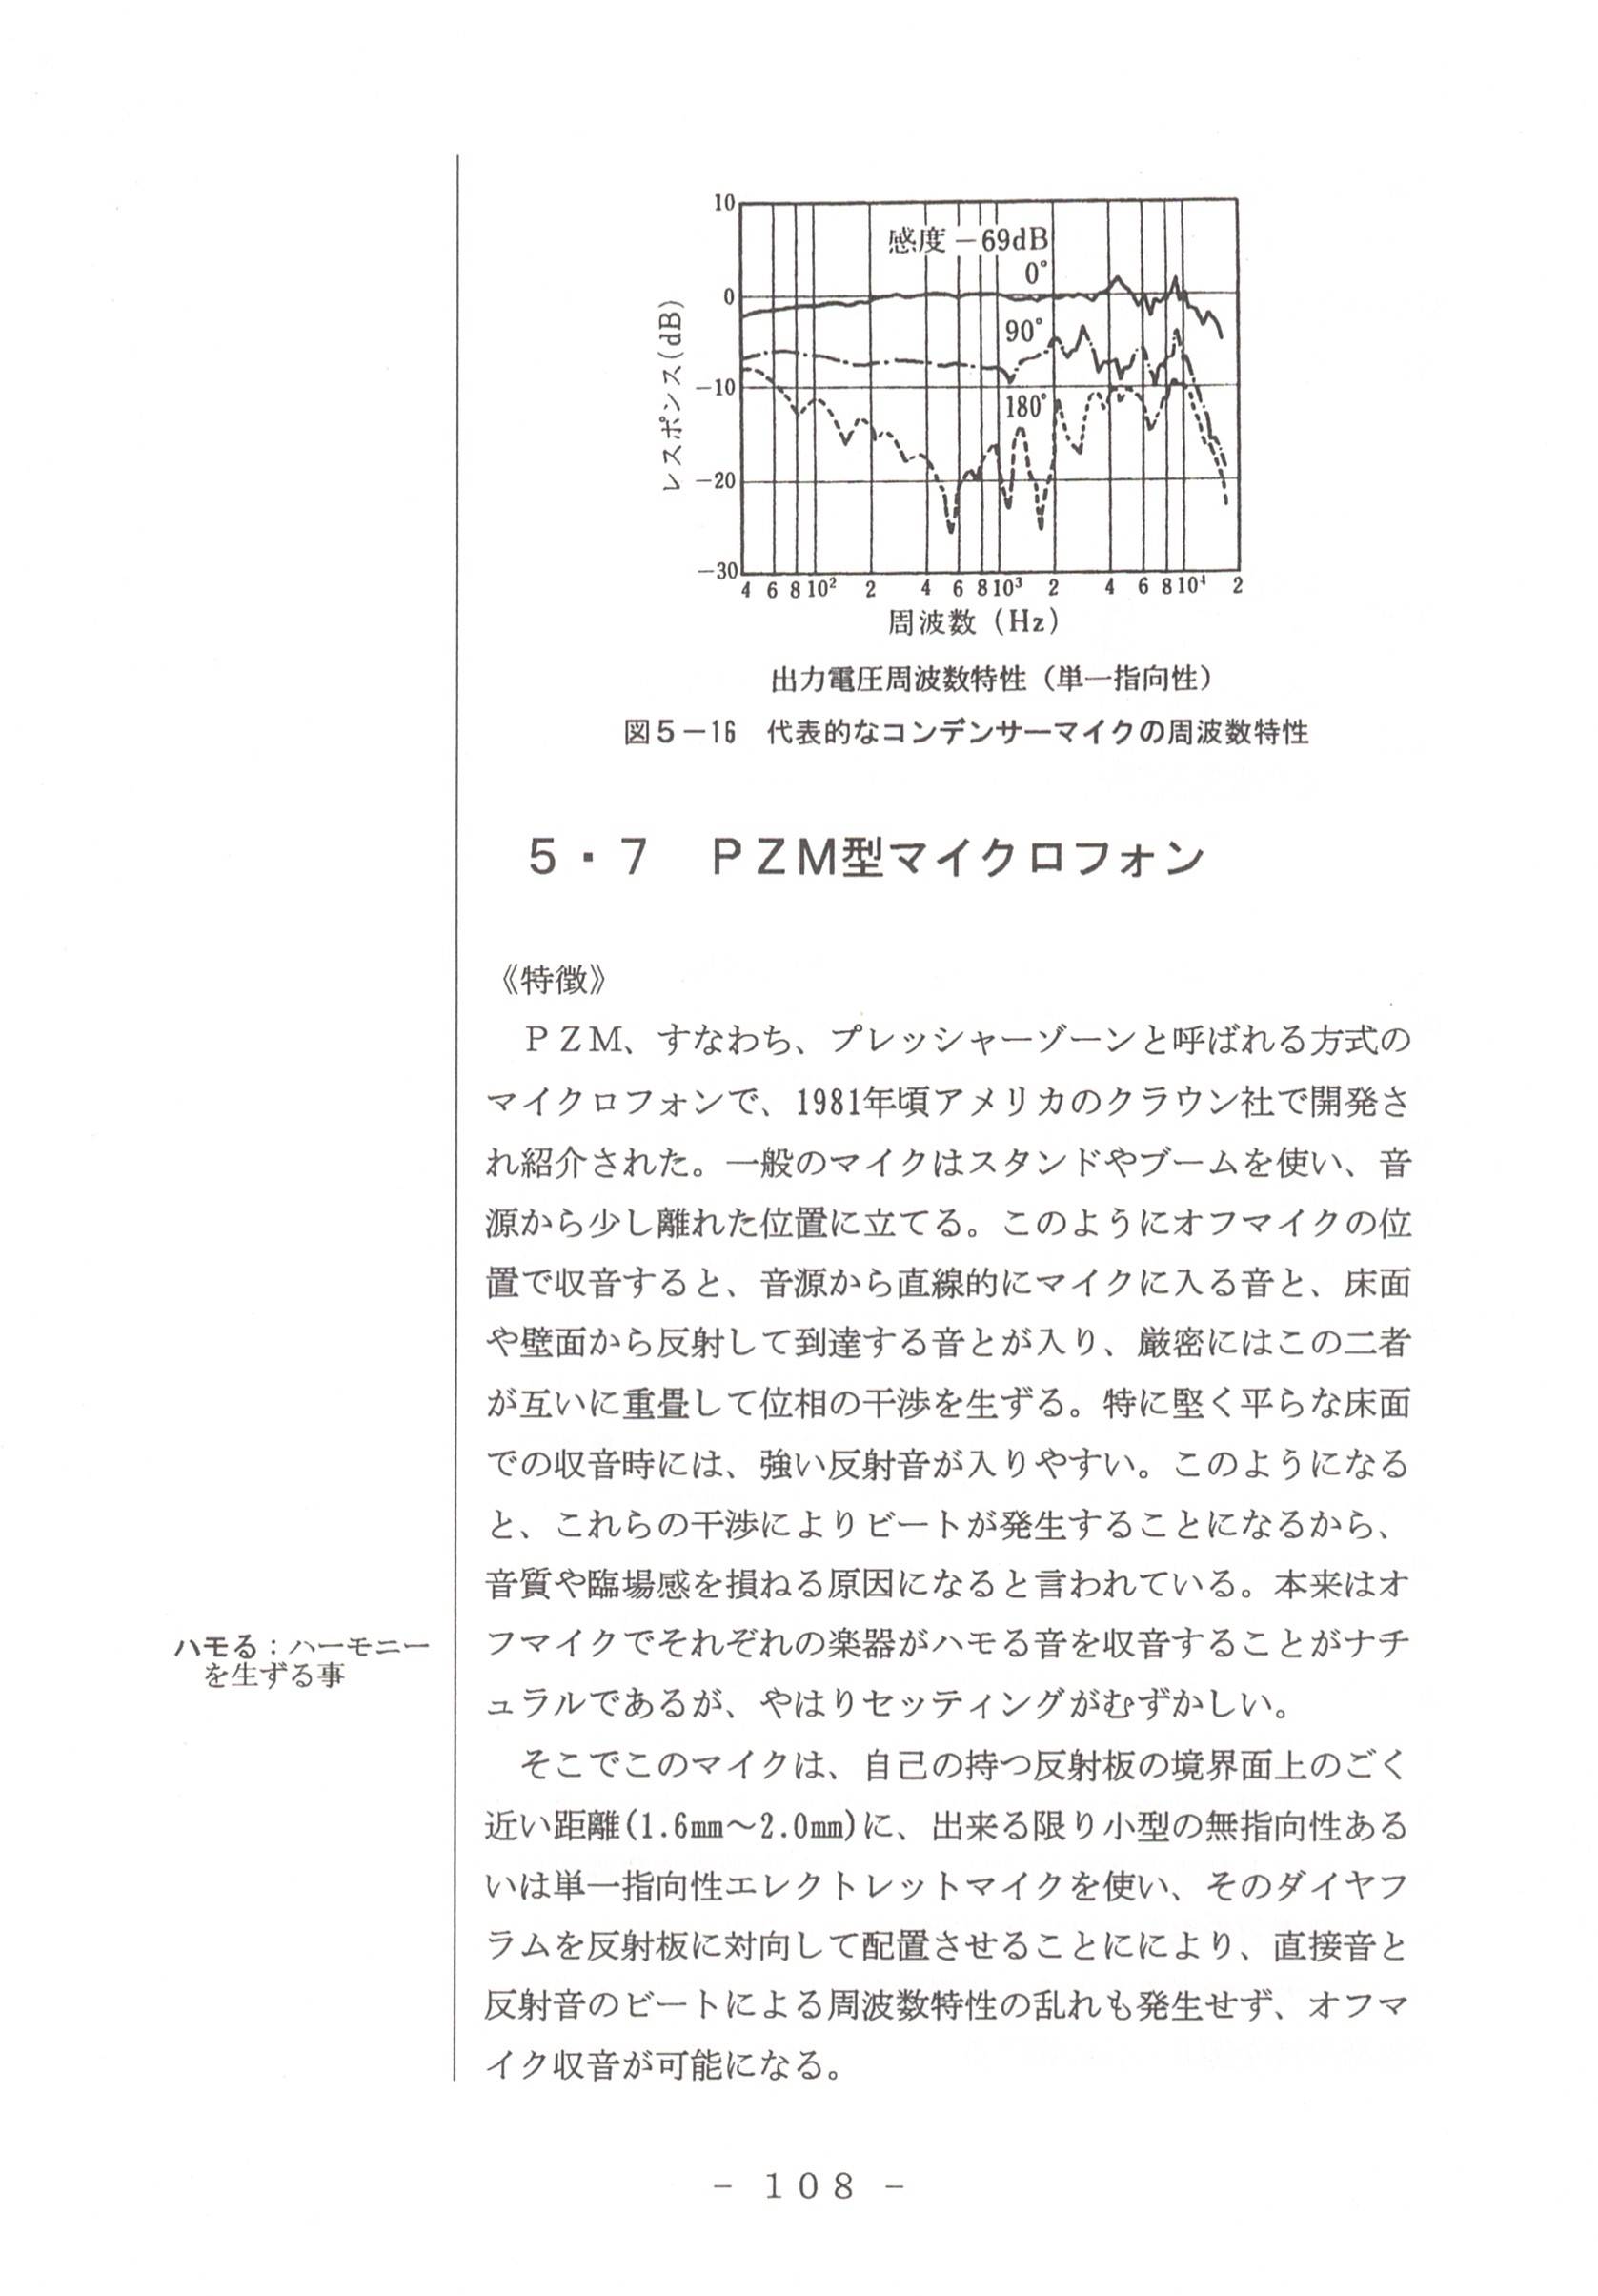 10
感度－69dB
0°
0
90°
レスポンス(dB)
－10
180°
－20
－30
4 6 8 10² 2 4 6 8 10³ 2 4 6 8 10⁴ 2
周波数（Hz）
出力電圧周波数特性（単一指向性）
図５－16　代表的なコンデンサーマイクの周波数特性
５・７　ＰＺＭ型マイクロフォン
《特徴》
　ＰＺＭ、すなわち、プレッシャーゾーンと呼ばれる方式の
マイクロフォンで、1981年頃アメリカのクラウン社で開発さ
れ紹介された。一般のマイクはスタンドやブームを使い、音
源から少し離れた位置に立てる。このようにオフマイクの位
置で収音すると、音源から直線的にマイクに入る音と、床面
や壁面から反射して到達する音とが入り、厳密にはこの二者
が互いに重畳して位相の干渉を生ずる。特に堅く平らな床面
での収音時には、強い反射音が入りやすい。このようになる
と、これらの干渉によりビートが発生することになるから、
音質や臨場感を損ねる原因になると言われている。本来はオ
フマイクでそれぞれの楽器がハモる音を収音することがナチ
ュラルであるが、やはりセッティングがむずかしい。
ハモる：ハーモニー
を生ずる事
　そこでこのマイクは、自己の持つ反射板の境界面上のごく
近い距離(1.6mm～2.0mm)に、出来る限り小型の無指向性ある
いは単一指向性エレクトレットマイクを使い、そのダイヤフ
ラムを反射板に対向して配置させることににより、直接音と
反射音のビートによる周波数特性の乱れも発生せず、オフマ
イク収音が可能になる。
－ 108 －